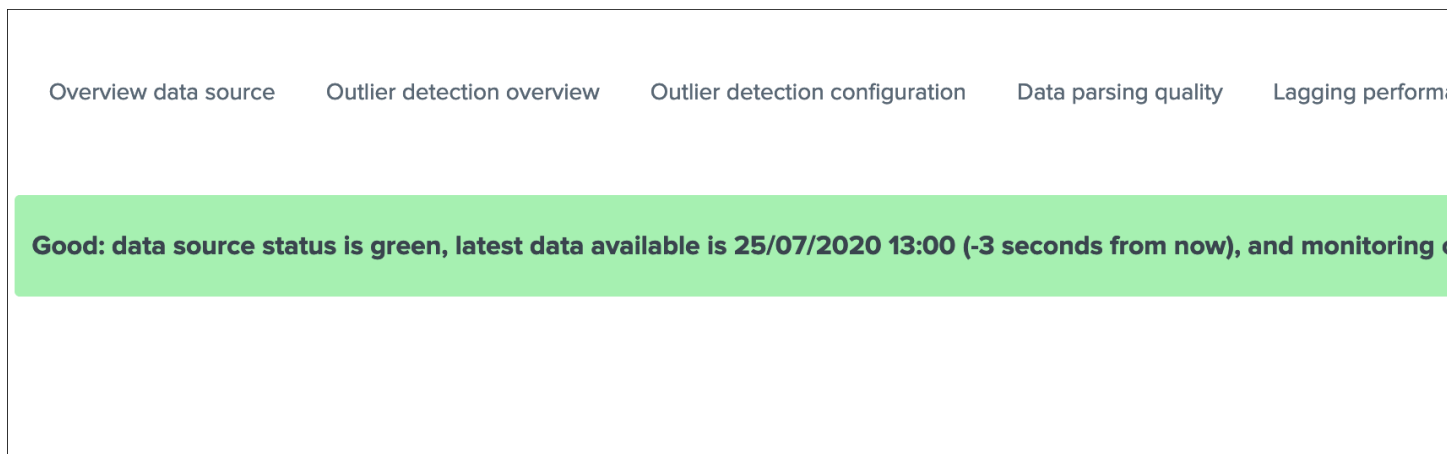 Overview data source Outlier detection overview Outlier detection configuration Data parsing quality Lagging
Good: data source status is green, latest data available is 25/07/2020 13:00 (-3 seconds from now), and monitoring